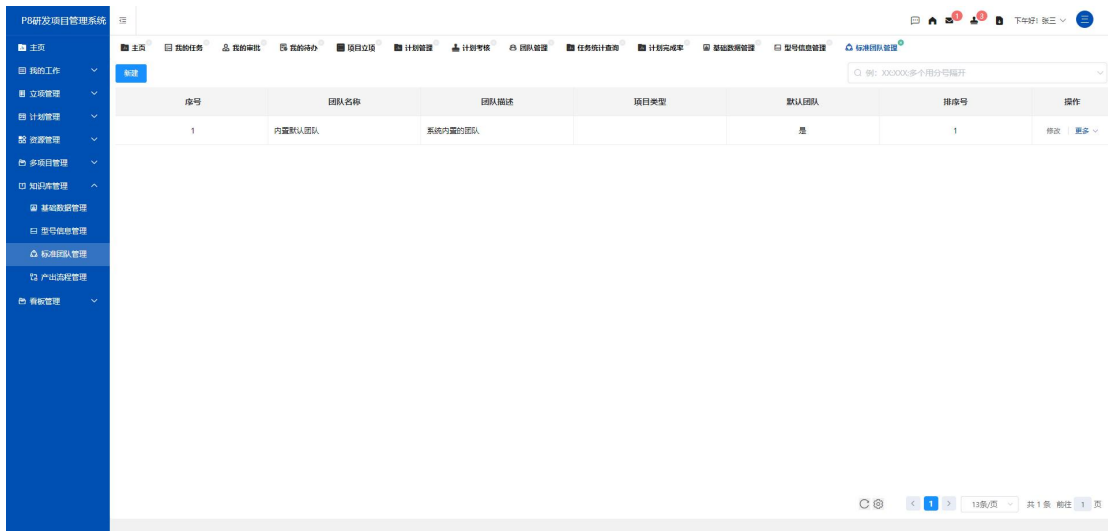 P8研发项目管理系统
1 3 下午好! 张三 三
主页 我的任务 我的审批 我的待办 项目立项 计划管理 计划考核 团队管理 任务统计查询 计划完成率 基础数据管理 型号信息管理 标准团队管理
主页
我的工作
立项管理
计划管理
资源管理
多项目管理
知识库管理
基础数据管理
型号信息管理
标准团队管理
产出流程管理
看板管理
新建 例: XX;XXX;多个用分号隔开
序号 团队名称 团队描述 项目类型 默认团队 排序号 操作
1 内置默认团队 系统内置的团队 是 1 修改 更多
1 13条/页 共 1 条 前往 1 页